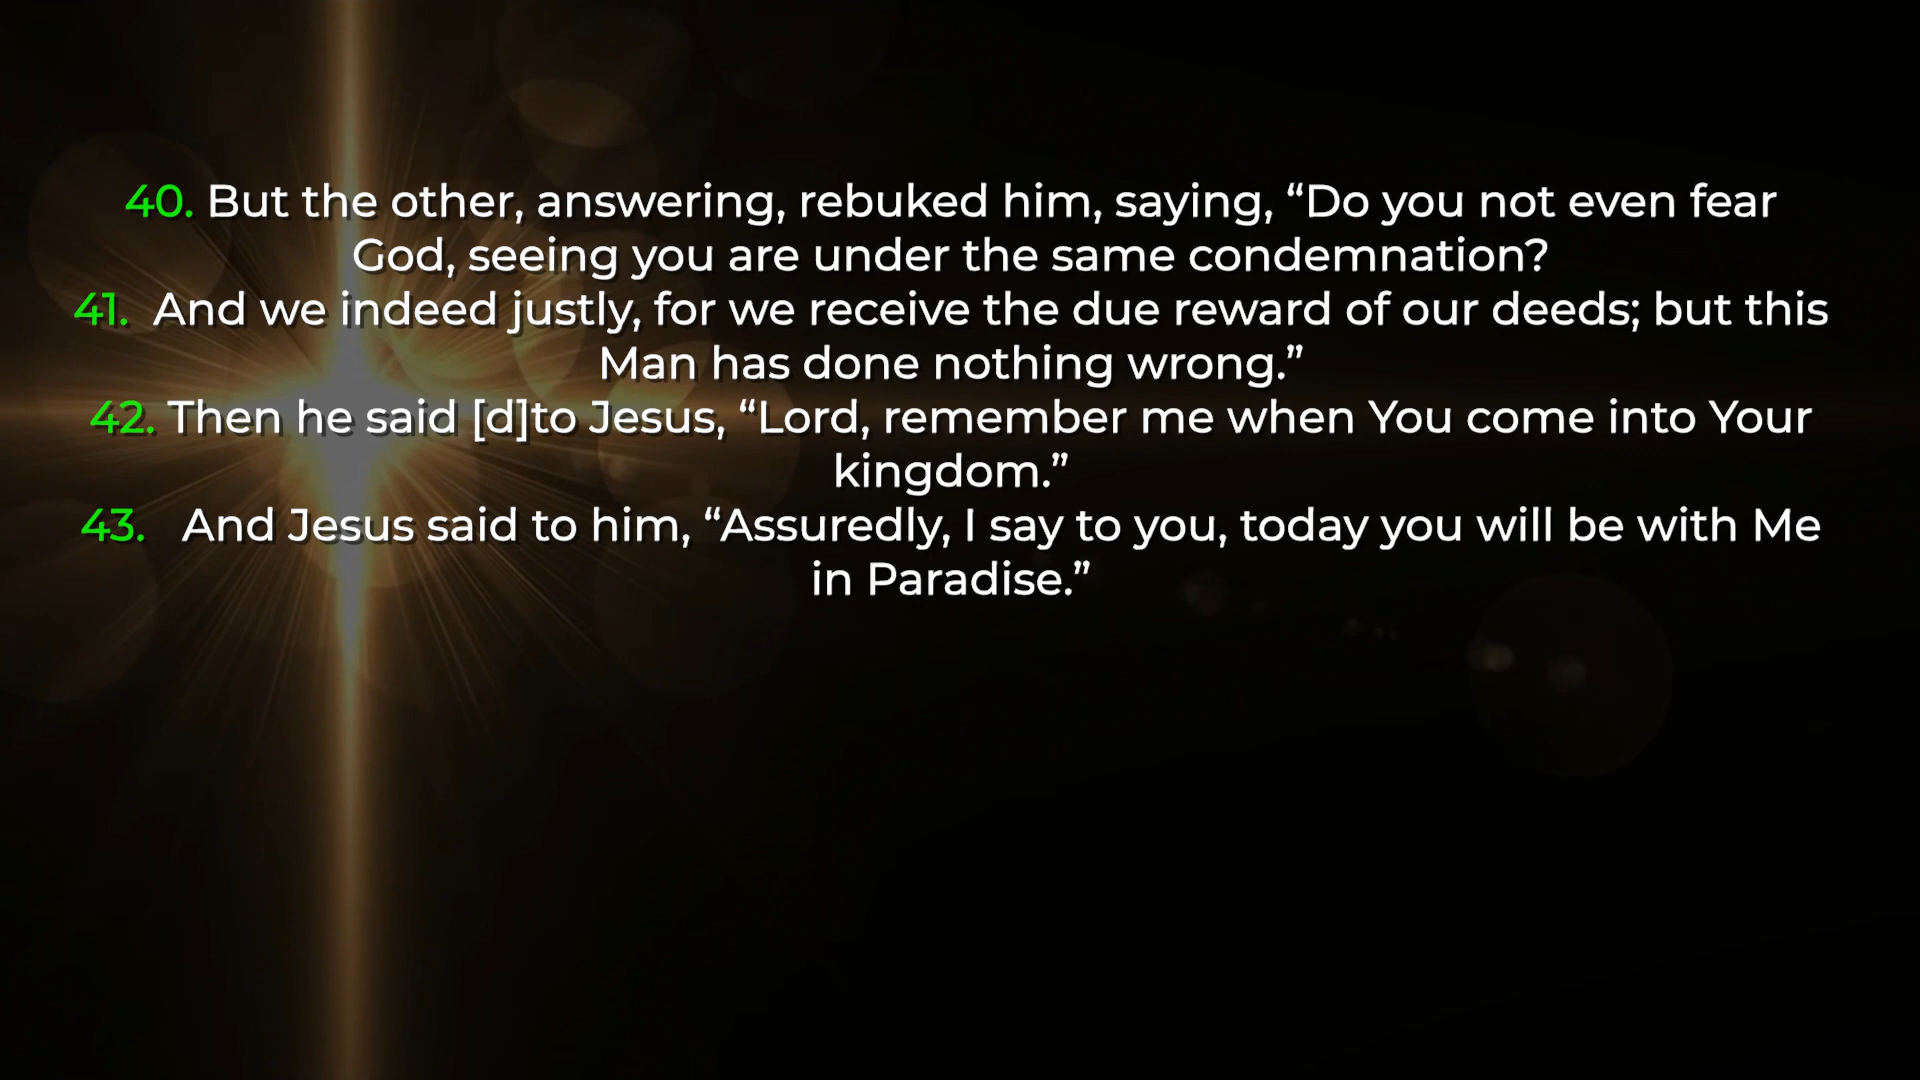 40. But the other, answering, rebuked him, saying, “Do you not even fear
God, seeing you are under the same condemnation?
41. And we indeed justly, for we receive the due reward of our deeds; but this
Man has done nothing wrong.”
42. Then he said [d]to Jesus, “Lord, remember me when You come into Your
kingdom.”
43. And Jesus said to him, “Assuredly, I say to you, today you will be with Me
in Paradise.”